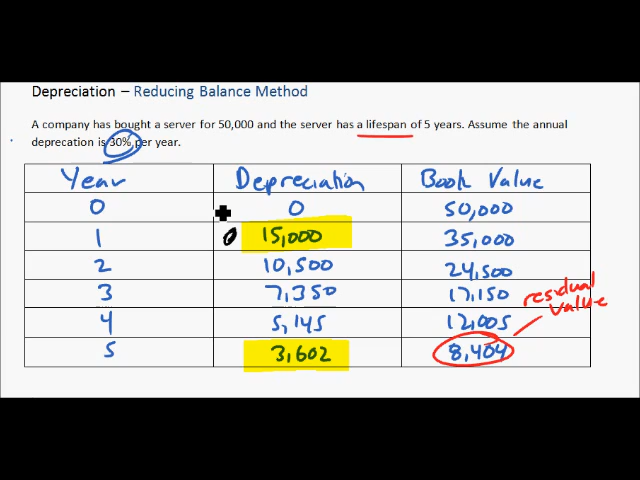 Depreciation – Reducing Balance Method
A company has bought a server for 50,000 and the server has a lifespan of 5 years. Assume the annual
deprecation is 30% per year.
Year Depreciation Book Value
0 0 50,000
1 15,000 35,000
2 10,500 24,500
3 7,350 17,150
4 5,145 12,005
5 3,602 8,404
residual
value